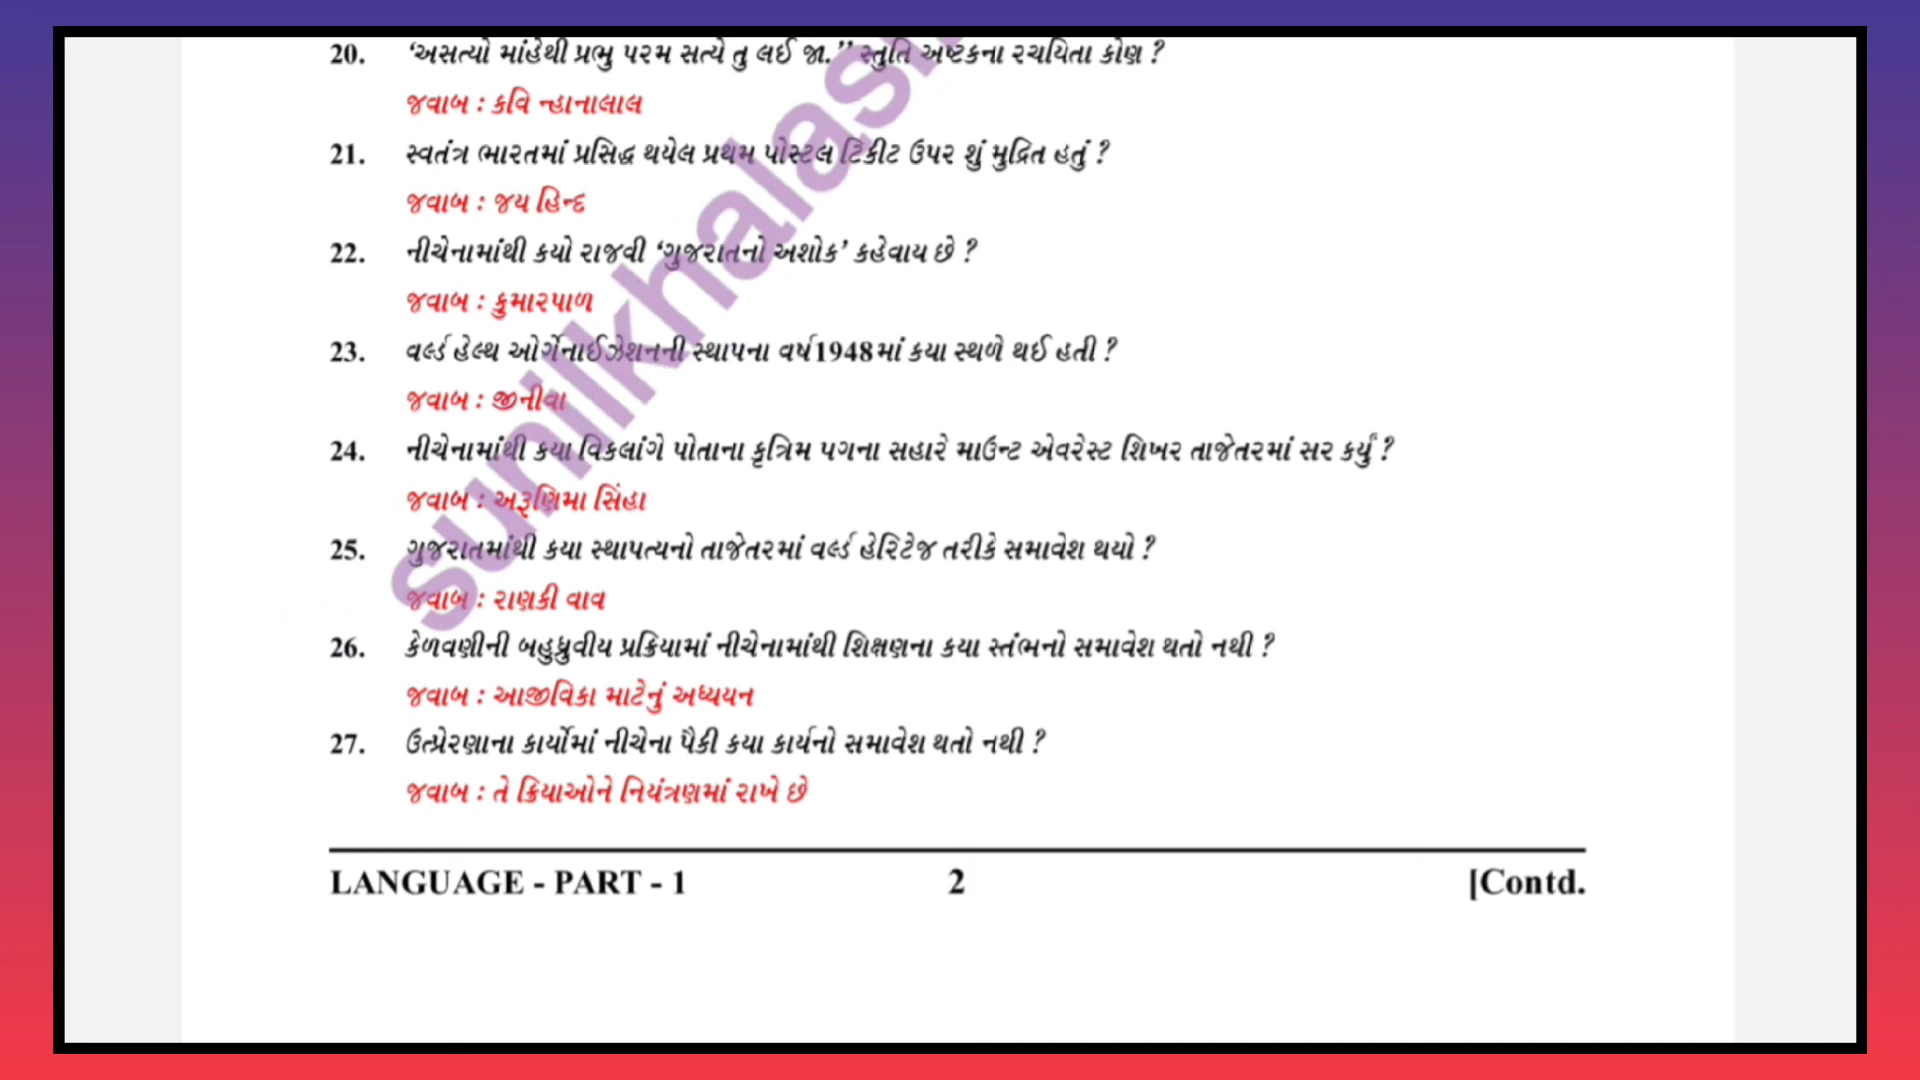 20. ‘અસત્યો માંહેથી પ્રભુ પરમ સત્યે તુ લઈ જા.’’ સ્તુતિ અષ્ટકના રચયિતા કોણ ?
જવાબ : કવિ ન્હાનાલાલ
21. સ્વતંત્ર ભારતમાં પ્રસિદ્ધ થયેલ પ્રથમ પોસ્ટલ ટિકીટ ઉપર શું મુદ્રિત હતું ?
જવાબ : જય હિન્દ
22. નીચેનામાંથી કયો રાજવી ‘ગુજરાતનો અશોક’ કહેવાય છે ?
જવાબ : કુમારપાળ
23. વર્લ્ડ હેલ્થ ઓર્ગેનાઈઝેશનની સ્થાપના વર્ષ1948માં કયા સ્થળે થઈ હતી ?
જવાબ : જીનીવા
24. નીચેનામાંથી કયા વિકલાંગે પોતાના કૃત્રિમ પગના સહારે માઉન્ટ એવરેસ્ટ શિખર તાજેતરમાં સર કર્યું ?
જવાબ : અરૂણિમા સિંહા
25. ગુજરાતમાંથી કયા સ્થાપત્યનો તાજેતરમાં વર્લ્ડ હેરિટેજ તરીકે સમાવેશ થયો ?
જવાબ : રાણકી વાવ
26. કેળવણીની બહુધ્રુવીય પ્રક્રિયામાં નીચેનામાંથી શિક્ષણના કયા સ્તંભનો સમાવેશ થતો નથી ?
જવાબ : આજીવિકા માટેનું અધ્યયન
27. ઉત્પ્રેરણાના કાર્યોમાં નીચેના પૈકી કયા કાર્યનો સમાવેશ થતો નથી ?
જવાબ : તે ક્રિયાઓને નિયંત્રણમાં રાખે છે
LANGUAGE - PART - 1 2 [Contd.